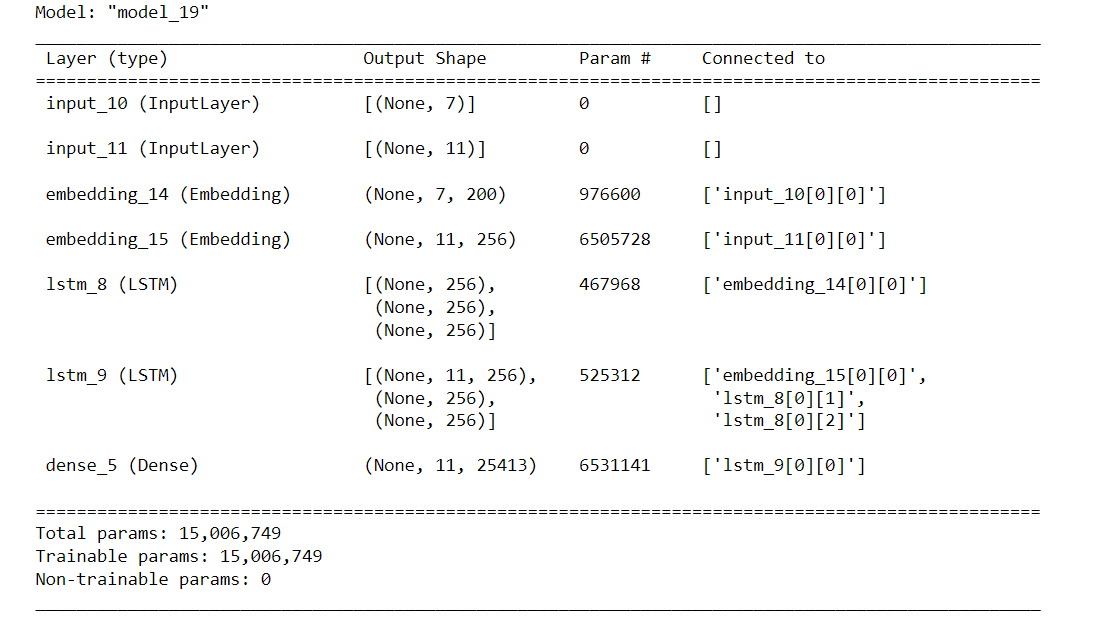 Model: "model_19"
Layer (type) Output Shape Param # Connected to
input_10 (InputLayer) [(None, 7)] 0 []
input_11 (InputLayer) [(None, 11)] 0 []
embedding_14 (Embedding) (None, 7, 200) 976600 ['input_10[0][0]']
embedding_15 (Embedding) (None, 11, 256) 6505728 ['input_11[0][0]']
lstm_8 (LSTM) [(None, 256), 467968 ['embedding_14[0][0]']
(None, 256),
(None, 256)]
lstm_9 (LSTM) [(None, 11, 256), 525312 ['embedding_15[0][0]',
(None, 256), 'lstm_8[0][1]',
(None, 256)] 'lstm_8[0][2]']
dense_5 (Dense) (None, 11, 25413) 6531141 ['lstm_9[0][0]']
Total params: 15,006,749
Trainable params: 15,006,749
Non-trainable params: 0